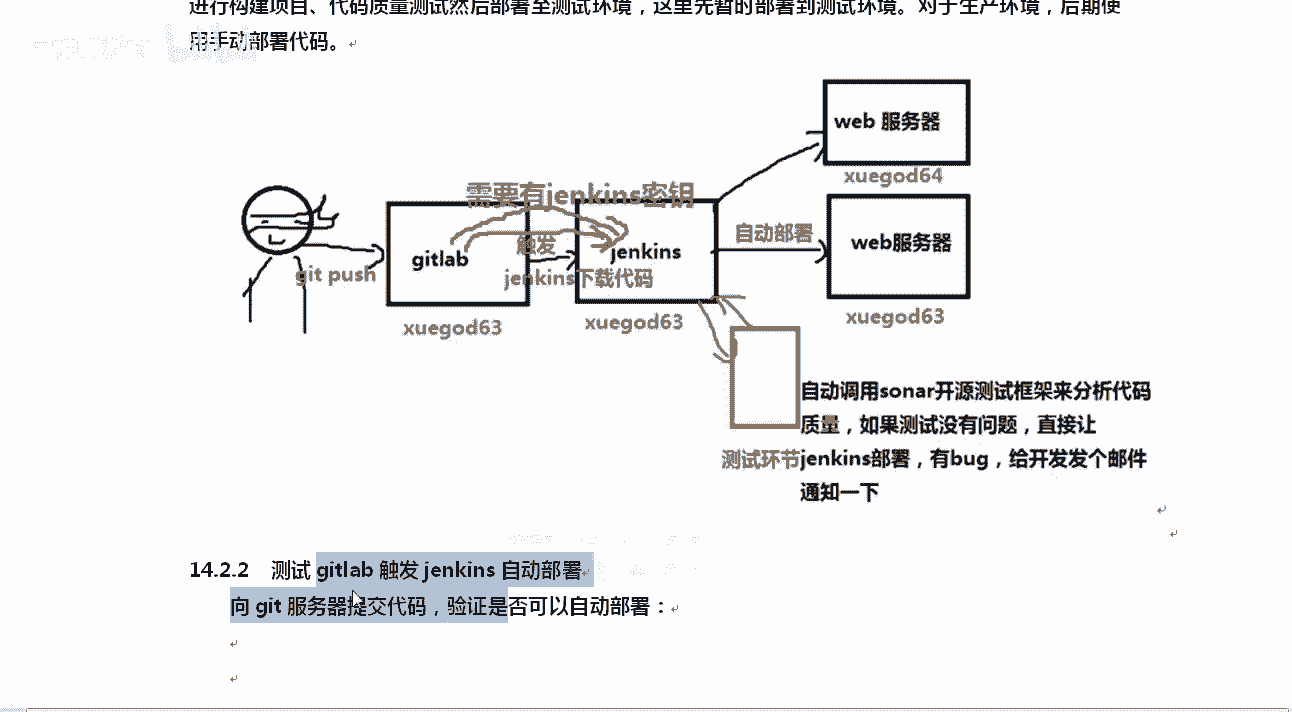 进行构建项目、代码质量测试然后部署至测试环境，这里先暂时部署到测试环境。对于生产环境，后期使
用手动部署代码。
web 服务器
xuegod64
需要有jenkins密钥
触发
自动部署
web服务器
gitlab
jenkins
git push
jenkins下载代码
xuegod63
xuegod63
xuegod63
自动调用sonar开源测试框架来分析代码
质量，如果测试没有问题，直接让
测试环节
jenkins部署，有bug，给开发发个邮件
通知一下
14.2.2 测试 gitlab 触发 jenkins 自动部署
向 git 服务器提交代码，验证是否可以自动部署：